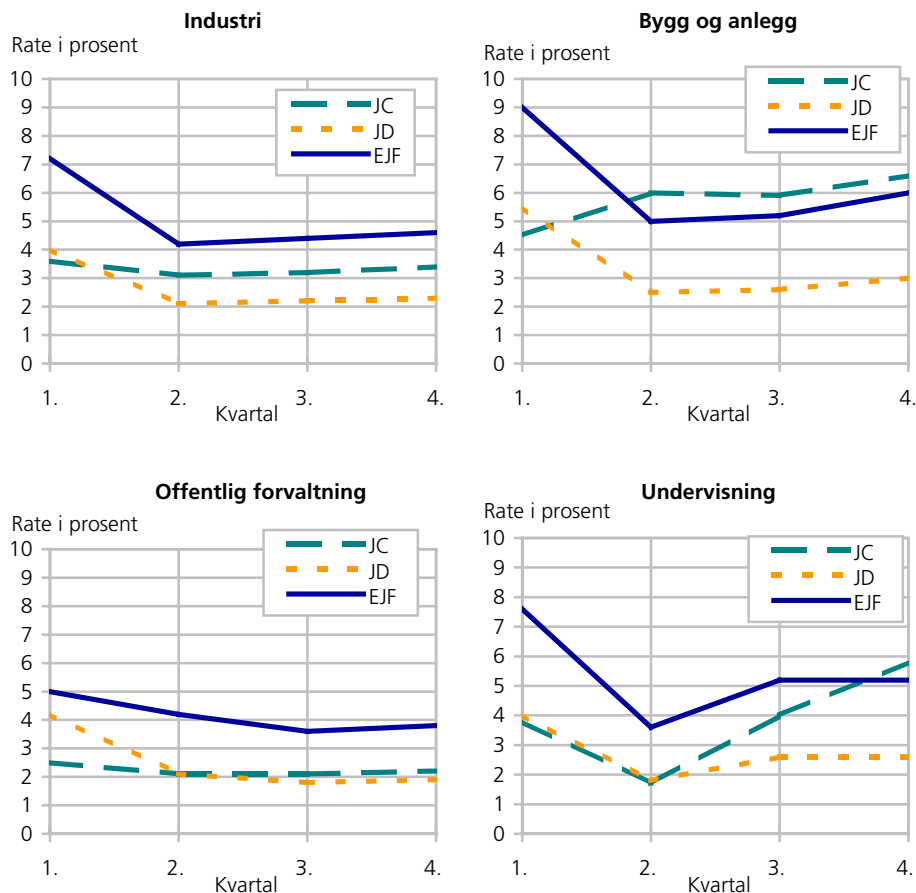 Industri
Rate i prosent
10
9
8
7
6
5
4
3
2
1
0
JC
JD
EJF
1. 2. 3. 4.
Kvartal
Bygg og anlegg
Rate i prosent
10
9
8
7
6
5
4
3
2
1
0
JC
JD
EJF
1. 2. 3. 4.
Kvartal
Offentlig forvaltning
Rate i prosent
10
9
8
7
6
5
4
3
2
1
0
JC
JD
EJF
1. 2. 3. 4.
Kvartal
Undervisning
Rate i prosent
10
9
8
7
6
5
4
3
2
1
0
JC
JD
EJF
1. 2. 3. 4.
Kvartal